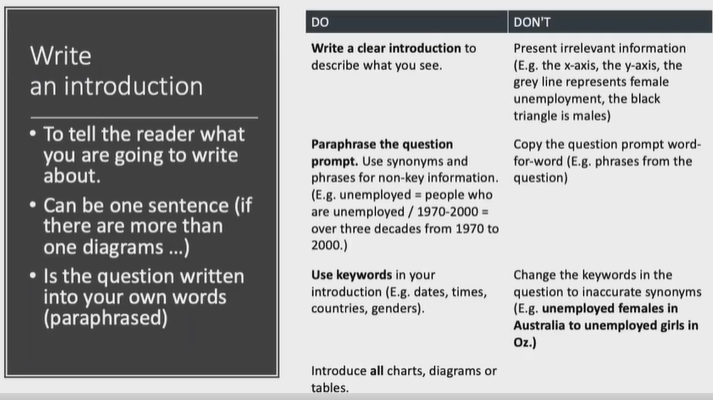 Write
an introduction
• To tell the reader what
you are going to write
about.
• Can be one sentence (if
there are more than
one diagrams ...)
• Is the question written
into your own words
(paraphrased)
DO
DON'T
Write a clear introduction to
describe what you see.
Present irrelevant information
(E.g. the x-axis, the y-axis, the
grey line represents female
unemployment, the black
triangle is males)
Paraphrase the question
prompt. Use synonyms and
phrases for non-key information.
(E.g. unemployed = people who
are unemployed / 1970-2000 =
over three decades from 1970 to
2000.)
Copy the question prompt word-
for-word (E.g. phrases from the
question)
Use keywords in your
introduction (E.g. dates, times,
countries, genders).
Change the keywords in the
question to inaccurate synonyms
(E.g. unemployed females in
Australia to unemployed girls in
Oz.)
Introduce all charts, diagrams or
tables.